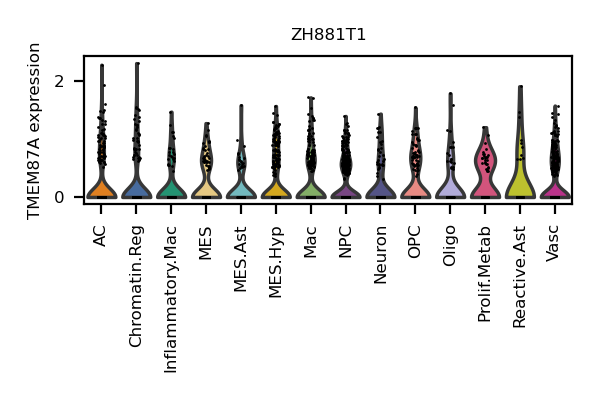 ZH881T1
TMEM87A expression
2
0
AC
Chromatin.Reg
Inflammatory.Mac
MES
MES.Ast
MES.Hyp
Mac
NPC
Neuron
OPC
Oligo
Prolif.Metab
Reactive.Ast
Vasc